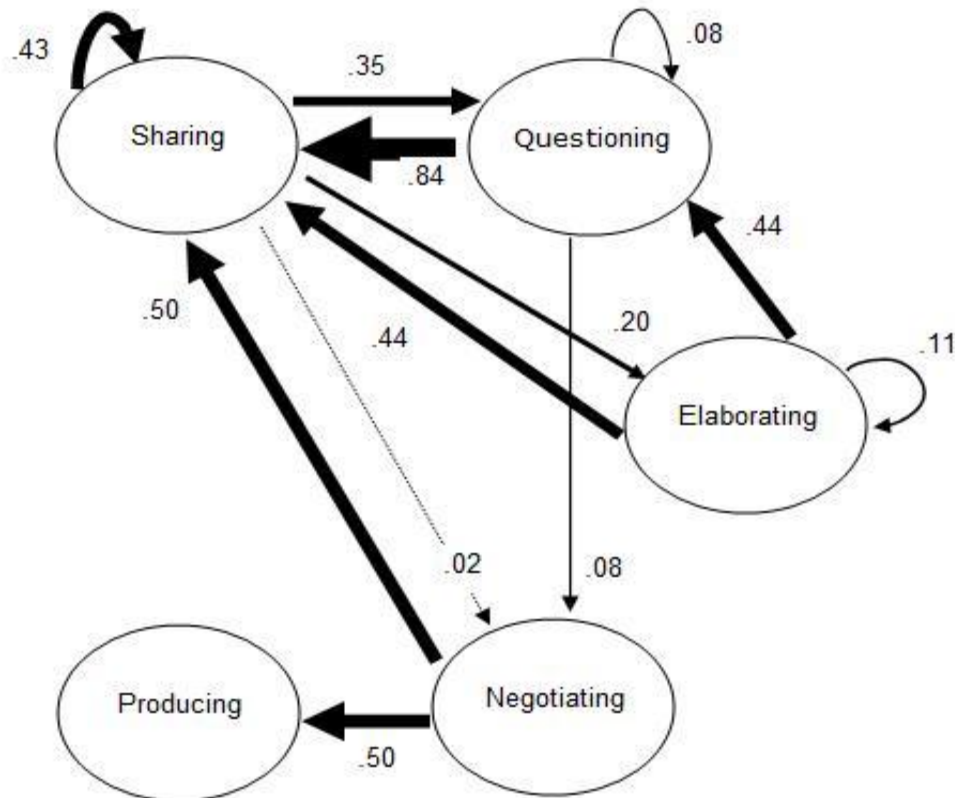 .43
.08
.35
Sharing
Questioning
.84
.44
.50
.20
.44
.11
Elaborating
.02
.08
Producing
Negotiating
.50